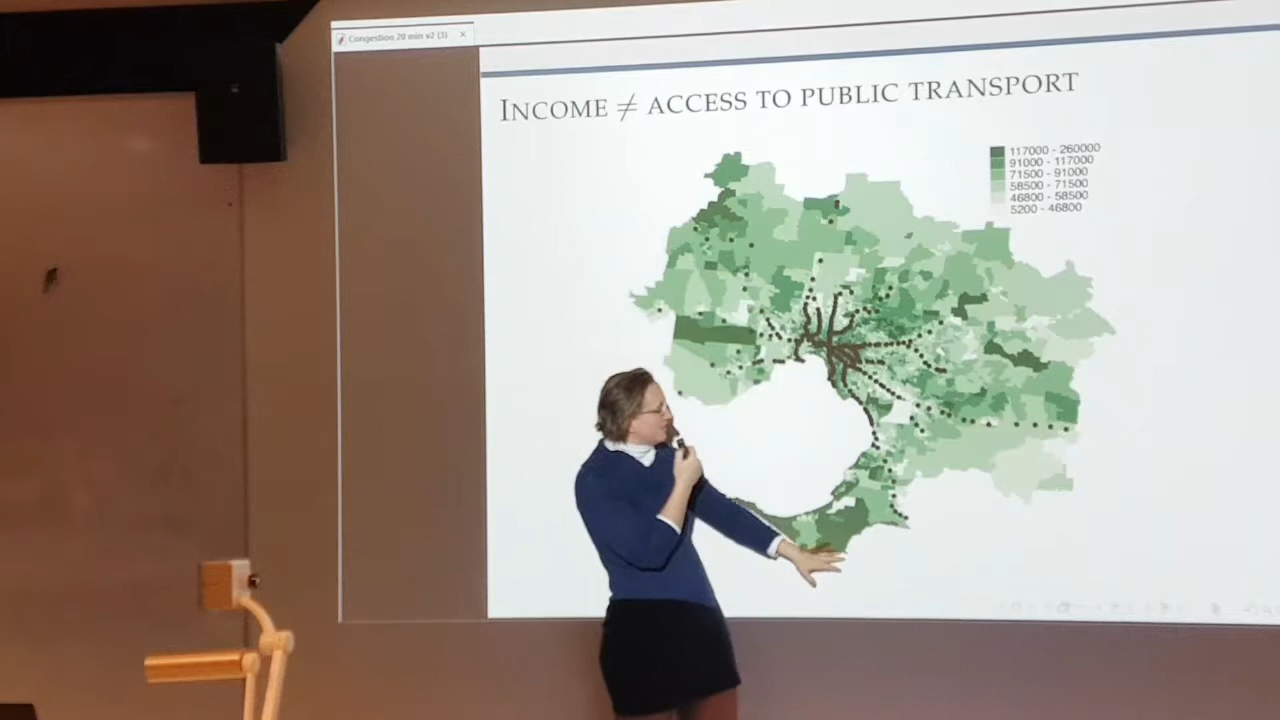 Congestion 20 min v2 (3) ×
INCOME ≠ ACCESS TO PUBLIC TRANSPORT
117000 - 260000
91000 - 117000
71500 - 91000
58500 - 71500
46800 - 58500
5200 - 46800